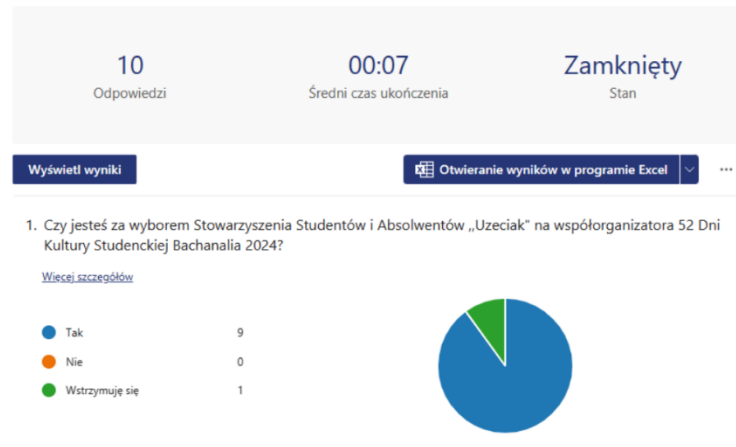 10
Odpowiedzi
00:07
Średni czas ukończenia
Zamknięty
Stan
Wyświetl wyniki
Otwieranie wyników w programie Excel
1. Czy jesteś za wyborem Stowarzyszenia Studentów i Absolwentów ,,Uzeciak" na współorganizatora 52 Dni
Kultury Studenckiej Bachanalia 2024?
Więcej szczegółów
Tak 9
Nie 0
Wstrzymuję się 1